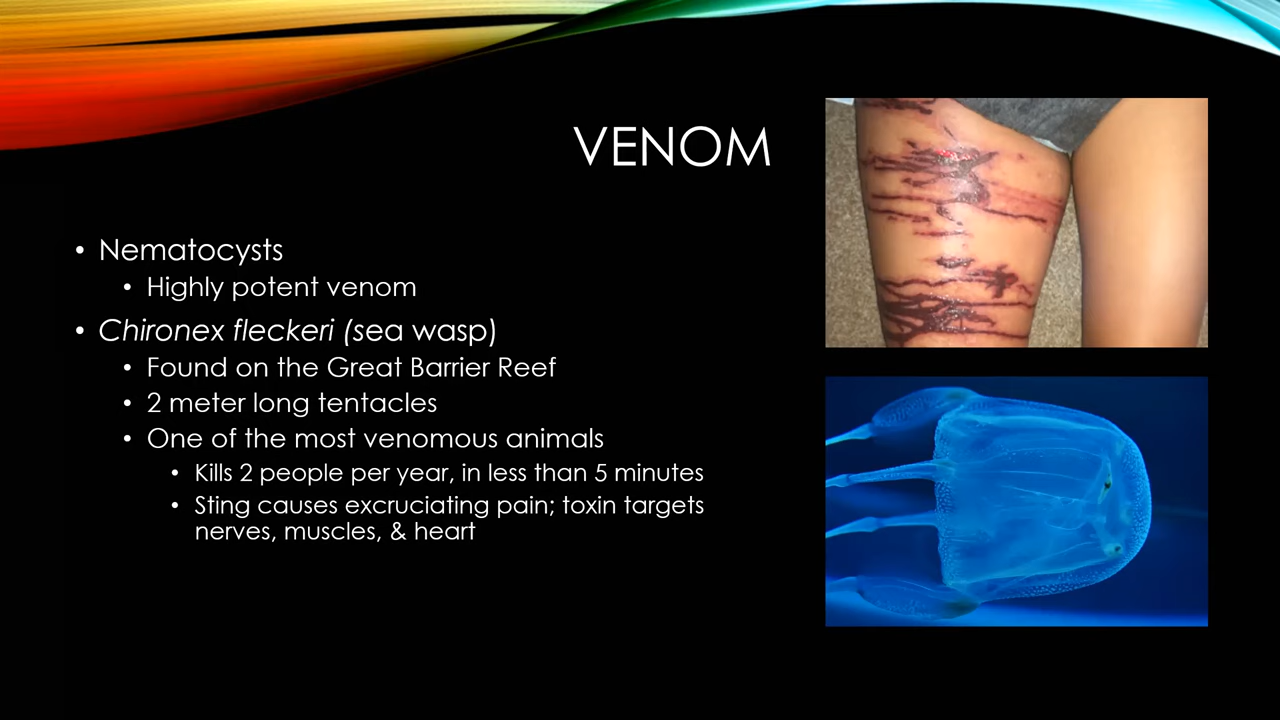 VENOM
• Nematocysts
• Highly potent venom
• Chironex fleckeri (sea wasp)
• Found on the Great Barrier Reef
• 2 meter long tentacles
• One of the most venomous animals
• Kills 2 people per year, in less than 5 minutes
• Sting causes excruciating pain; toxin targets
nerves, muscles, & heart